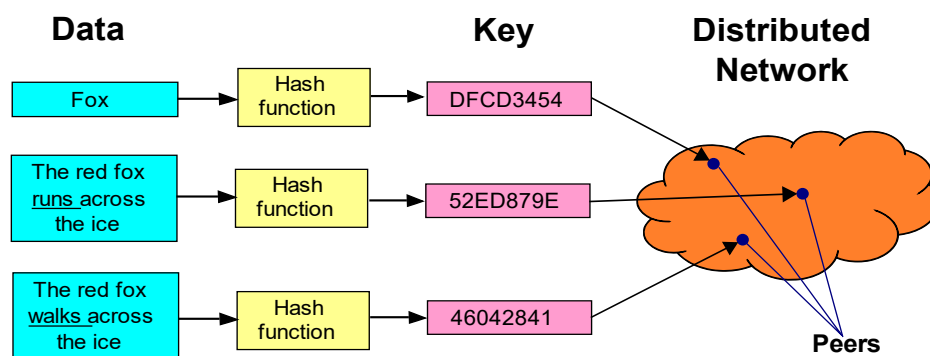 Data
Key
Distributed
Network
Fox
Hash
function
DFCD3454
The red fox
runs across
the ice
Hash
function
52ED879E
The red fox
walks across
the ice
Hash
function
46042841
Peers